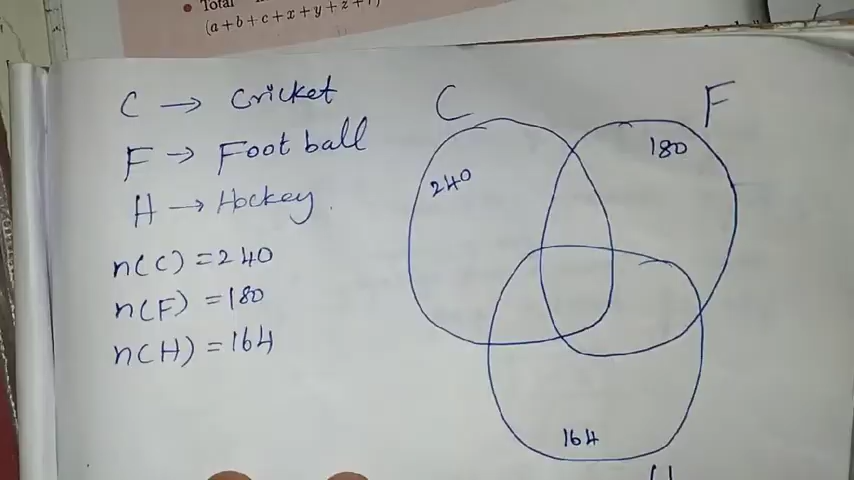 Total
(a+b+c+x+y+z+r)
C → Cricket
F → Foot ball
H → Hockey.
n(C) = 240
n(F) = 180
n(H) = 164
C
F
240
180
164
H